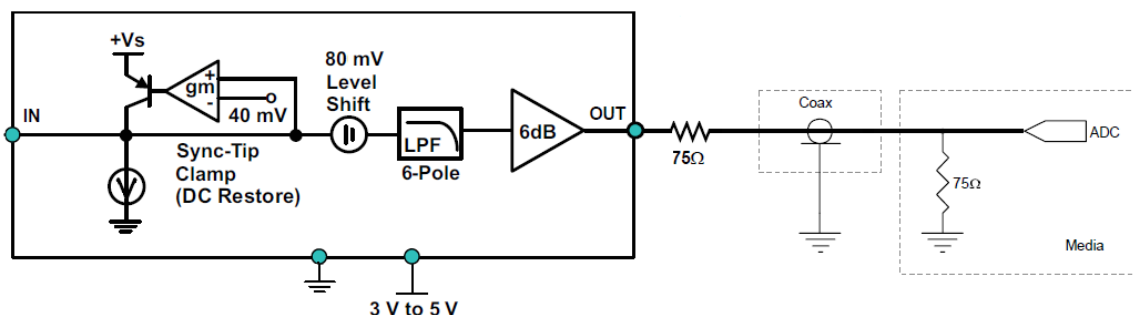 +Vs
gm
+
-
40 mV
IN
Sync-Tip
Clamp
(DC Restore)
80 mV
Level
Shift
LPF
6-Pole
6dB
OUT
75Ω
Coax
ADC
75Ω
Media
3 V to 5 V